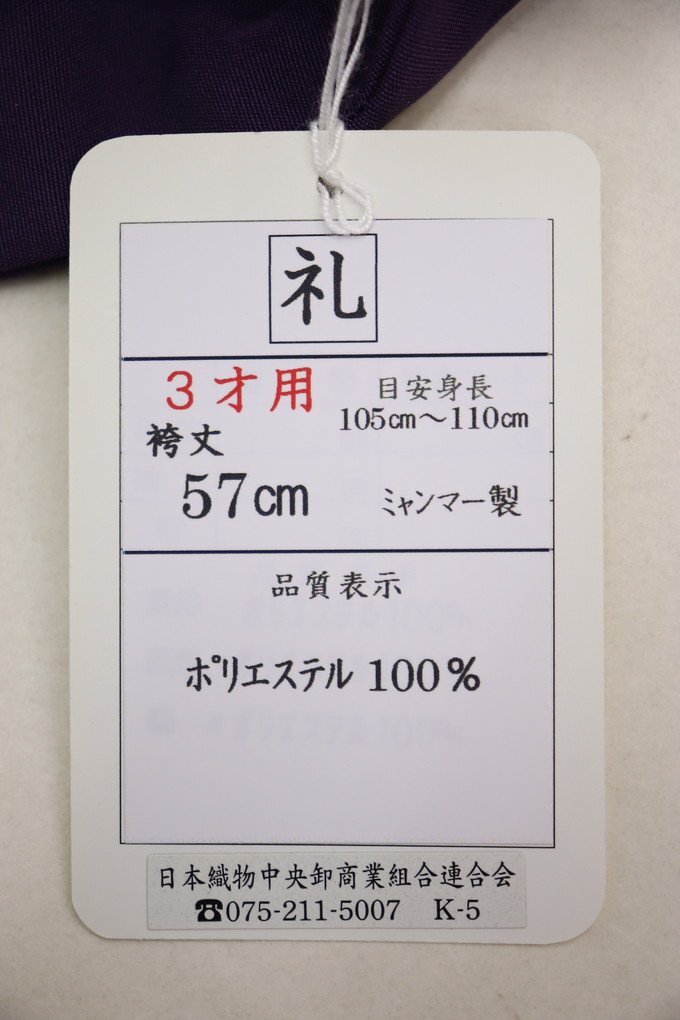 礼
3才用
目安身長
105cm～110cm
袴丈
57cm
ミャンマー製
品質表示
ポリエステル 100%
日本織物中央卸商業組合連合会
☎075-211-5007 K-5